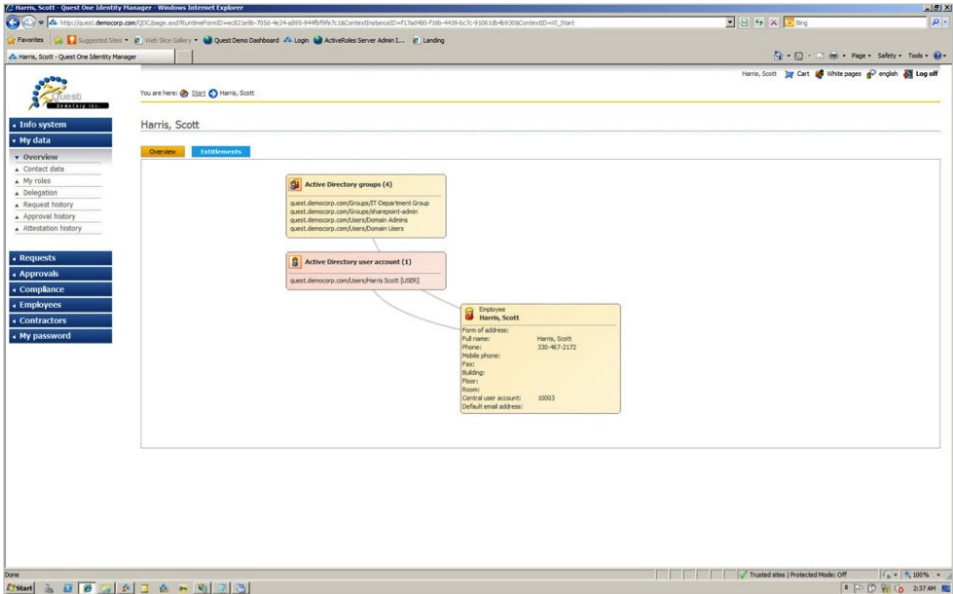 Harris, Scott - Quest One Identity Manager - Windows Internet Explorer
Bing
Favorites Suggested Sites Web Slice Gallery Quest Demo Dashboard Login ActiveRoles Server Admin I... Landing
Harris, Scott - Quest One Identity Manager
Page Safety Tools
Harris, Scott Cart White pages english Log off
Quest
Democorp Inc.
You are here: Start Harris, Scott
Info system
My data
Overview
Contact data
My roles
Delegation
Request history
Approval history
Attestation history
Requests
Approvals
Compliance
Employees
Contractors
My password
Harris, Scott
Overview Entitlements
Active Directory groups (4)
quest.democorp.com/Groups/IT-Department Group
quest.democorp.com/Groups/sharepoint-admin
quest.democorp.com/Users/Domain Admins
quest.democorp.com/Users/Domain Users
Active Directory user account (1)
quest.democorp.com/Users/Harris Scott [USER]
Employee
Harris, Scott
Form of address:
Full name: Harris, Scott
Phone: 330-467-2172
Mobile phone:
Fax:
Building:
Floor:
Room:
Central user account: 10003
Default email address:
Done
Trusted sites | Protected Mode: Off
100%
Start
2:37 AM